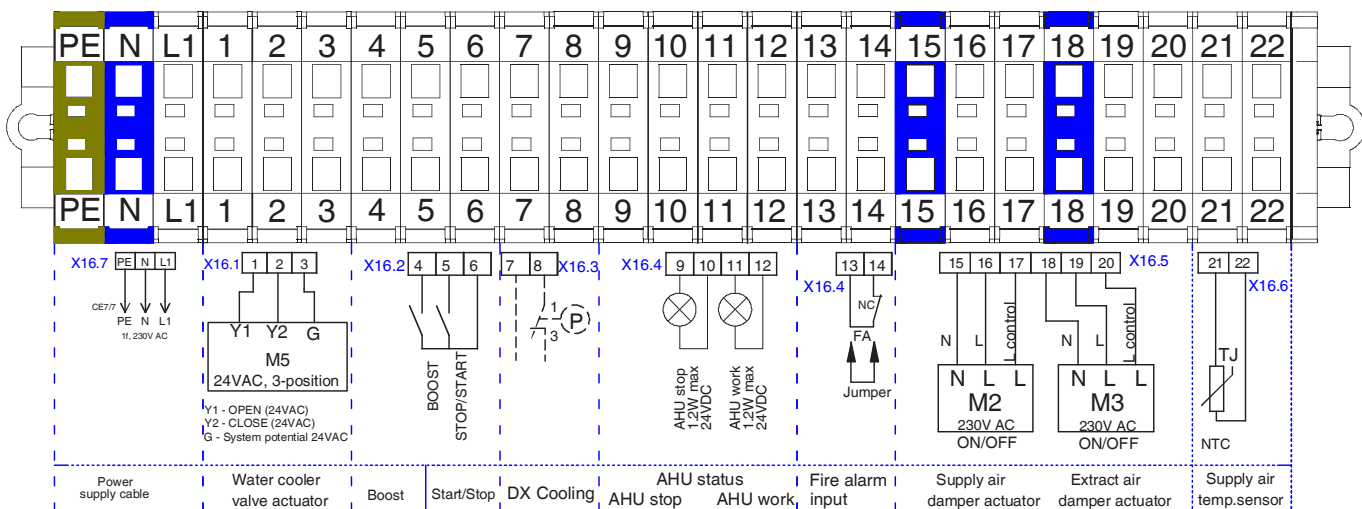 PE N L1 1 2 3 4 5 6 7 8 9 10 11 12 13 14 15 16 17 18 19 20 21 22
PE N L1 1 2 3 4 5 6 7 8 9 10 11 12 13 14 15 16 17 18 19 20 21 22
X16.7 PE N L1
CE7/7
PE N L1
1f, 230V AC
X16.1 1 2 3
Y1 Y2 G
M5
24VAC, 3-position
Y1 - OPEN (24VAC)
Y2 - CLOSE (24VAC)
G - System potential 24VAC
X16.2 4 5 6
BOOST
STOP/START
7 8 X16.3
1
3
P
X16.4 9 10 11 12
AHU stop
1.2W max
24VDC
AHU work
1.2W max
24VDC
13 14
X16.4
NC
FA
Jumper
15 16 17 18 19 20 X16.5
N L L control
N L L
M2
230V AC
ON/OFF
N L L control
N L L
M3
230V AC
ON/OFF
21 22
X16.6
TJ
NTC
Power
supply cable
Water cooler
valve actuator
Boost
Start/Stop
DX Cooling
AHU status
AHU stop AHU work
Fire alarm
input
Supply air
damper actuator
Extract air
damper actuator
Supply air
temp.sensor